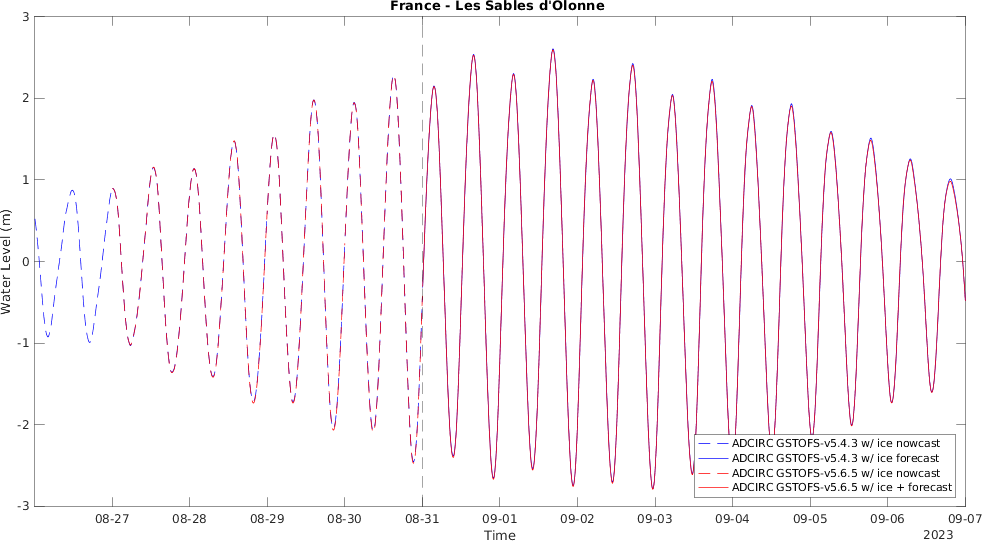 France - Les Sables d'Olonne
3
2
1
0
-1
-2
-3
Water Level (m)
ADCIRC GSTOFS-v5.4.3 w/ ice nowcast
ADCIRC GSTOFS-v5.4.3 w/ ice forecast
ADCIRC GSTOFS-v5.6.5 w/ ice nowcast
ADCIRC GSTOFS-v5.6.5 w/ ice + forecast
08-27 08-28 08-29 08-30 08-31 09-01 09-02 09-03 09-04 09-05 09-06 09-07
Time
2023